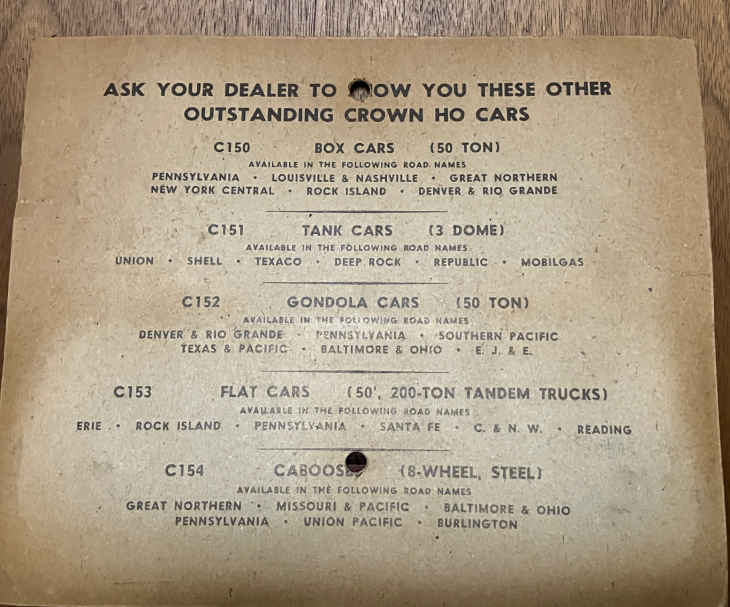 ASK YOUR DEALER TO OW YOU THESE OTHER
OUTSTANDING CROWN HO CARS
C150 BOX CARS (50 TON)
AVAILABLE IN THE FOLLOWING ROAD NAMES
PENNSYLVANIA • LOUISVILLE & NASHVILLE • GREAT NORTHERN
NEW YORK CENTRAL • ROCK ISLAND • DENVER & RIO GRANDE
C151 TANK CARS (3 DOME)
AVAILABLE IN THE FOLLOWING ROAD NAMES
UNION • SHELL • TEXACO • DEEP ROCK • REPUBLIC • MOBILGAS
C152 GONDOLA CARS (50 TON)
AVAILABLE IN THE FOLLOWING ROAD NAMES
DENVER & RIO GRANDE • PENNSYLVANIA • SOUTHERN PACIFIC
TEXAS & PACIFIC • BALTIMORE & OHIO • E. J. & E.
C153 FLAT CARS (50', 200-TON TANDEM TRUCKS)
AVAILABLE IN THE FOLLOWING ROAD NAMES
ERIE • ROCK ISLAND • PENNSYLVANIA • SANTA FE • C. & N. W. • READING
C154 CABOOSES (8-WHEEL, STEEL)
AVAILABLE IN THE FOLLOWING ROAD NAMES
GREAT NORTHERN • MISSOURI & PACIFIC • BALTIMORE & OHIO
PENNSYLVANIA • UNION PACIFIC • BURLINGTON